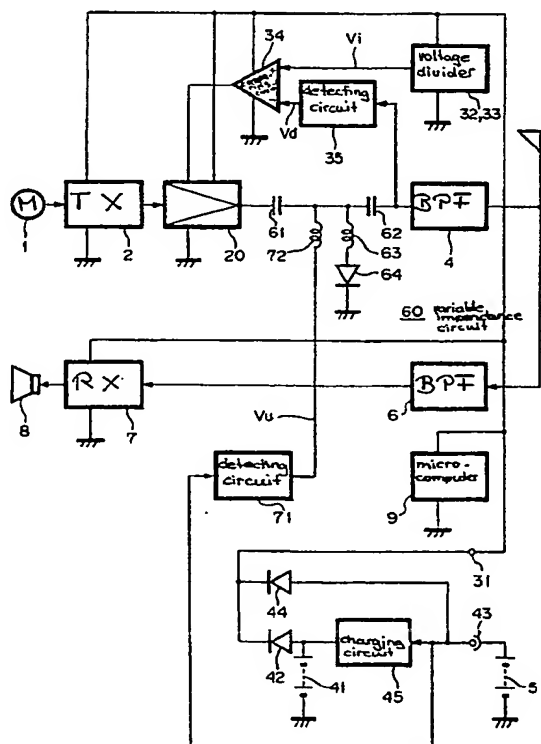 34
Vi
voltage divider
32,33
detecting circuit
Vd
35
M
1
TX
2
20
61
72
63
64
62
BPF
4
60 variable impedance circuit
RX
7
8
BPF
6
Vu
detecting circuit
71
micro-computer
9
31
44
43
42
41
charging circuit
45
5